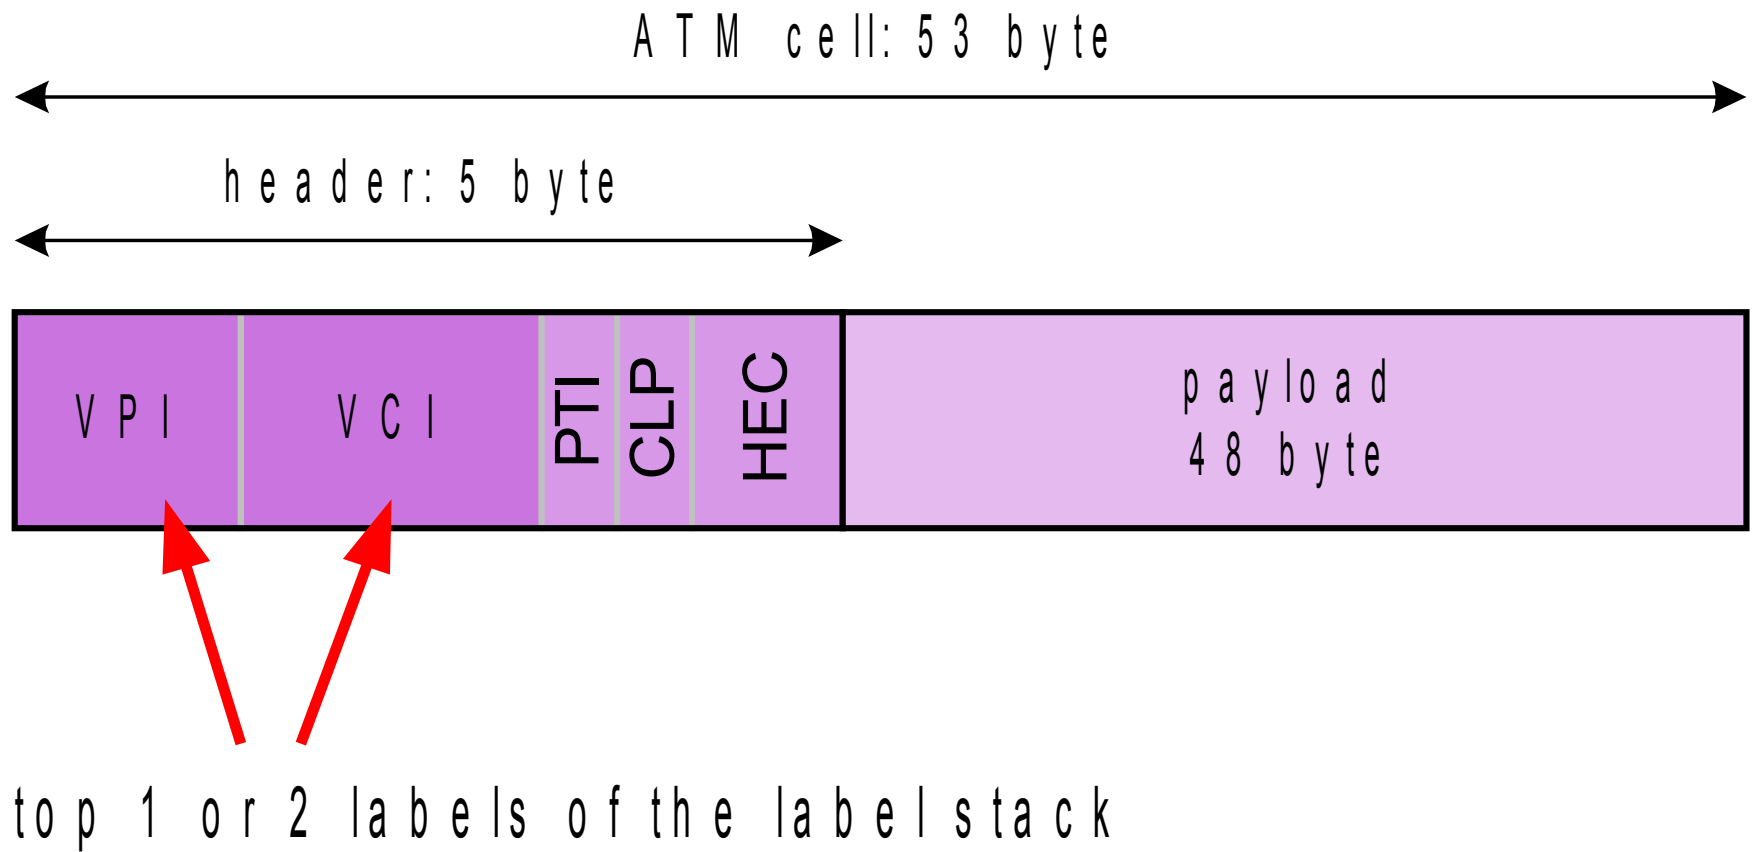 ATM cell: 53 byte
header: 5 byte
VPI
VCI
PTI
CLP
HEC
payload
48 byte
top 1 or 2 labels of the label stack